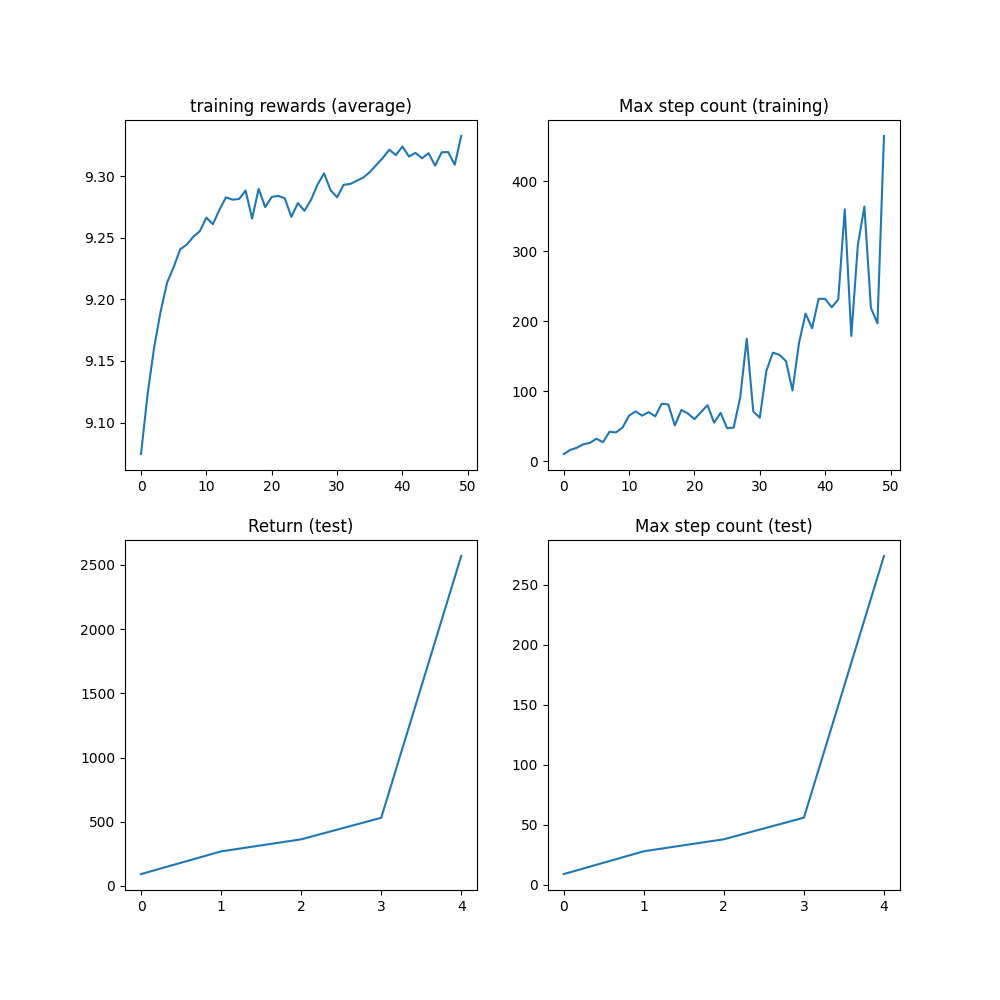 training rewards (average)
9.30
9.25
9.20
9.15
9.10
0 10 20 30 40 50
Max step count (training)
400
300
200
100
0
0 10 20 30 40 50
Return (test)
2500
2000
1500
1000
500
0
0 1 2 3 4
Max step count (test)
250
200
150
100
50
0
0 1 2 3 4